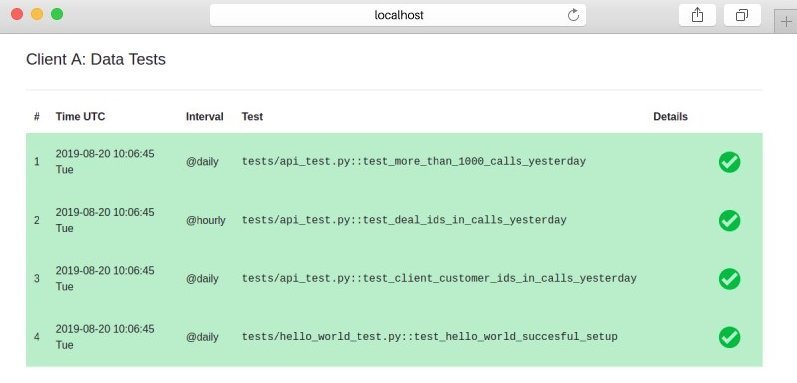 localhost
Client A: Data Tests
# Time UTC Interval Test Details
1 2019-08-20 10:06:45 Tue @daily tests/api_test.py::test_more_than_1000_calls_yesterday
2 2019-08-20 10:06:45 Tue @hourly tests/api_test.py::test_deal_ids_in_calls_yesterday
3 2019-08-20 10:06:45 Tue @daily tests/api_test.py::test_client_customer_ids_in_calls_yesterday
4 2019-08-20 10:06:45 Tue @daily tests/hello_world_test.py::test_hello_world_succesful_setup